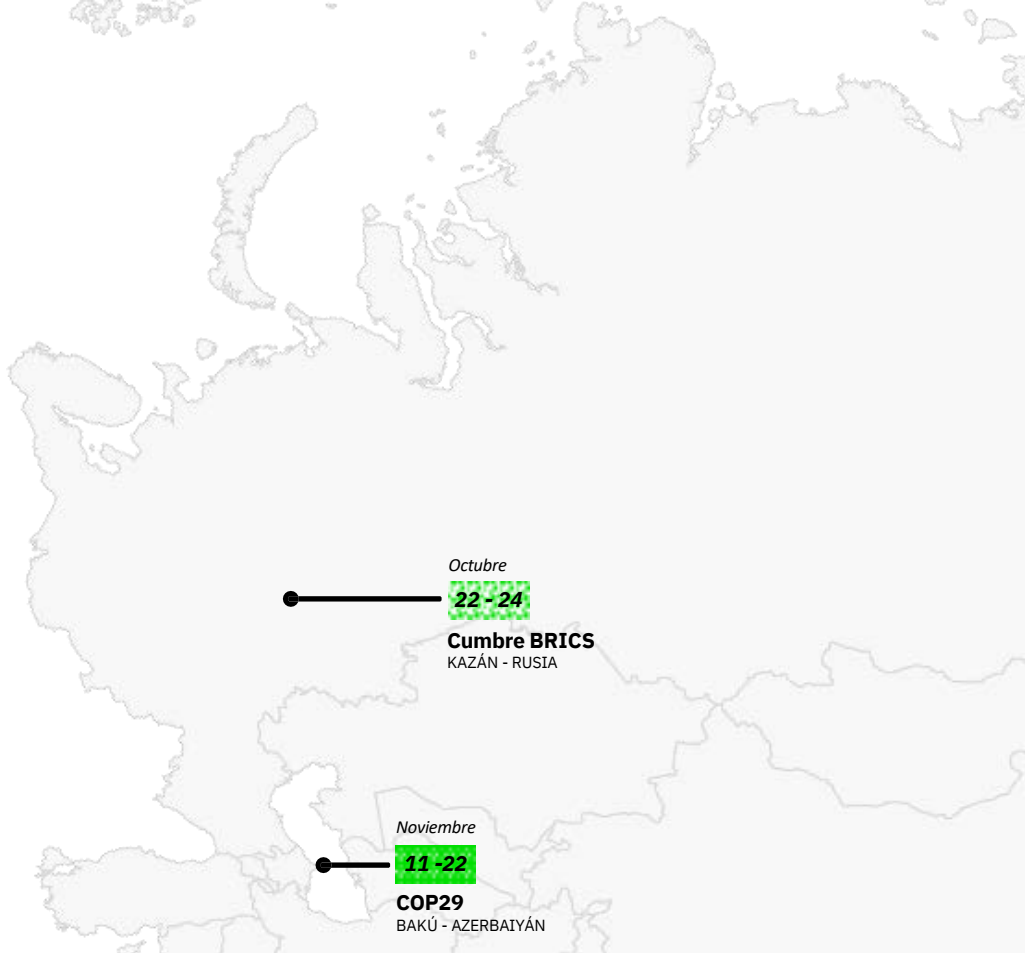 Octubre
22 - 24
Cumbre BRICS
KAZÁN - RUSIA
Noviembre
11 -22
COP29
BAKÚ - AZERBAIYÁN